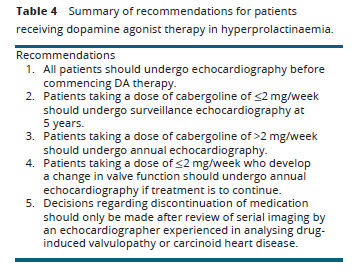 Table 4 Summary of recommendations for patients
receiving dopamine agonist therapy in hyperprolactinaemia.
Recommendations
1. All patients should undergo echocardiography before
commencing DA therapy.
2. Patients taking a dose of cabergoline of ≤2 mg/week
should undergo surveillance echocardiography at
5 years.
3. Patients taking a dose of cabergoline of >2 mg/week
should undergo annual echocardiography.
4. Patients taking a dose of ≤2 mg/week who develop
a change in valve function should undergo annual
echocardiography if treatment is to continue.
5. Decisions regarding discontinuation of medication
should only be made after review of serial imaging by
an echocardiographer experienced in analysing drug-
induced valvulopathy or carcinoid heart disease.